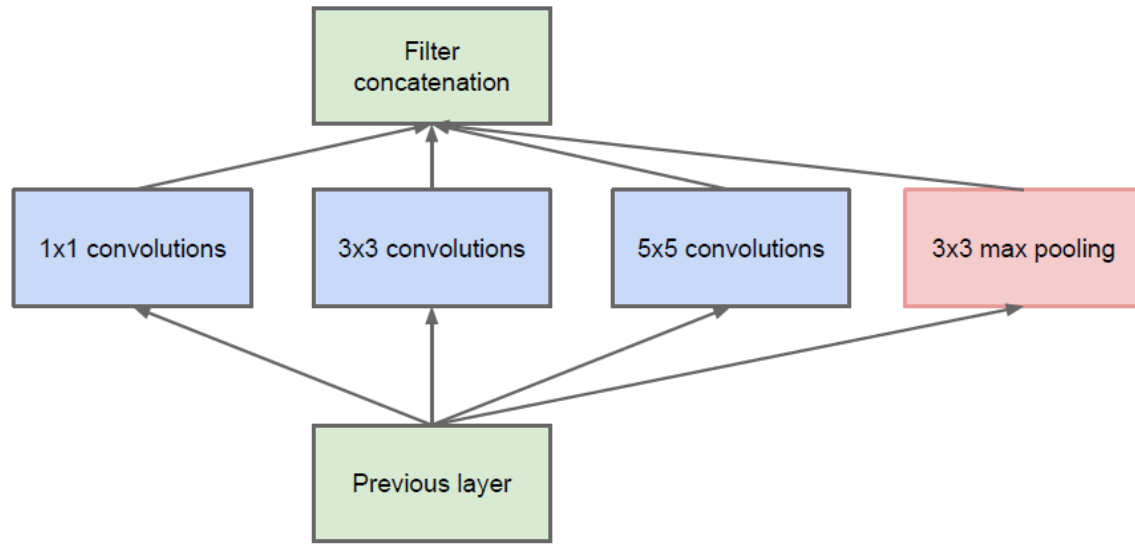 Filter
concatenation
1x1 convolutions
3x3 convolutions
5x5 convolutions
3x3 max pooling
Previous layer